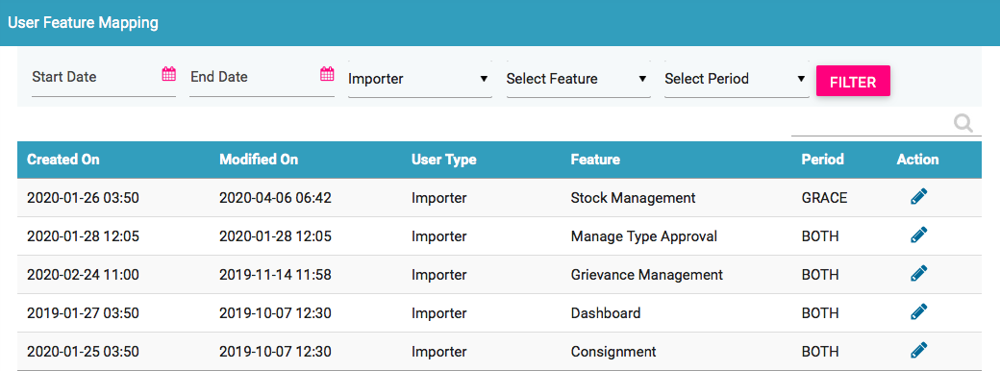 User Feature Mapping
Start Date End Date Importer Select Feature Select Period FILTER
Created On Modified On User Type Feature Period Action
2020-01-26 03:50 2020-04-06 06:42 Importer Stock Management GRACE
2020-01-28 12:05 2020-01-28 12:05 Importer Manage Type Approval BOTH
2020-02-24 11:00 2019-11-14 11:58 Importer Grievance Management BOTH
2019-01-27 03:50 2019-10-07 12:30 Importer Dashboard BOTH
2020-01-25 03:50 2019-10-07 12:30 Importer Consignment BOTH